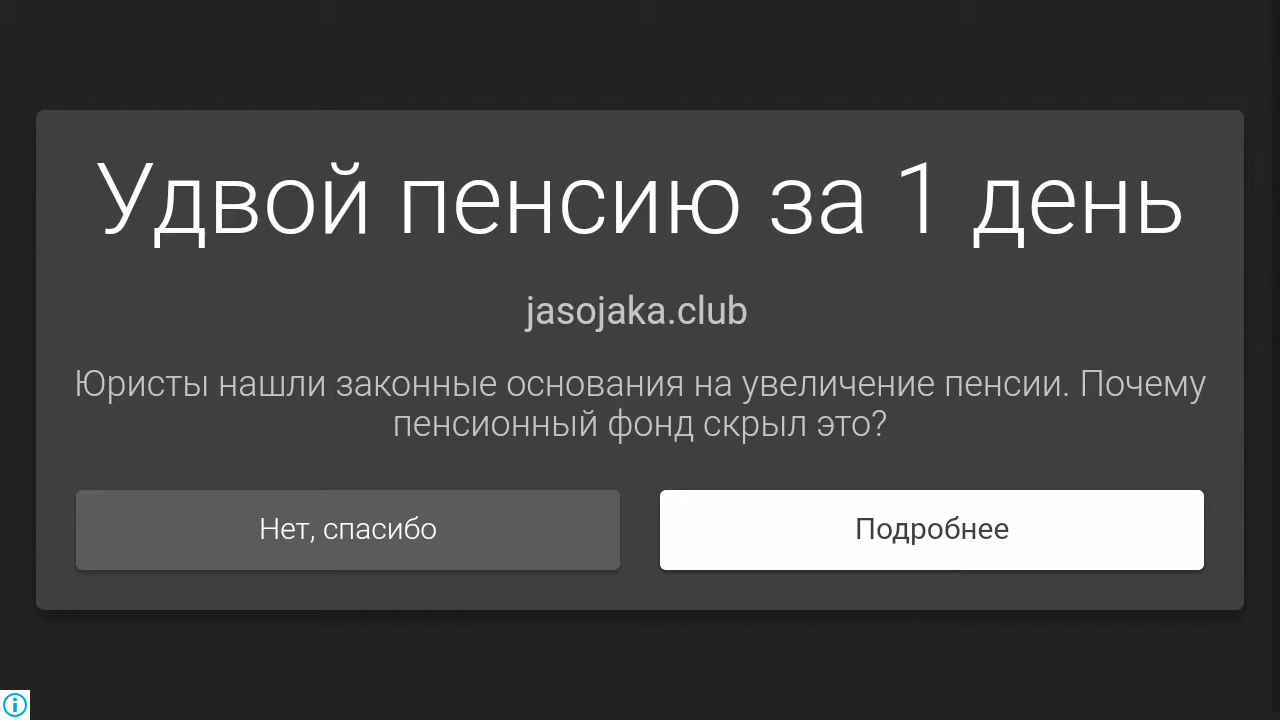 Удвой пенсию за 1 день
jasojaka.club
Юристы нашли законные основания на увеличение пенсии. Почему
пенсионный фонд скрыл это?
Нет, спасибо
Подробнее